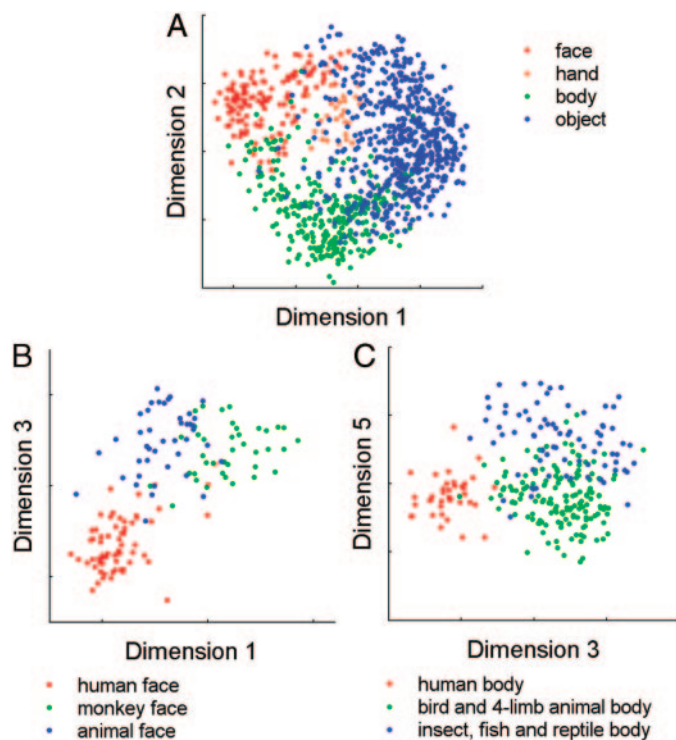 A
Dimension 2
Dimension 1
face
hand
body
object
B
Dimension 3
Dimension 1
human face
monkey face
animal face
C
Dimension 5
Dimension 3
human body
bird and 4-limb animal body
insect, fish and reptile body